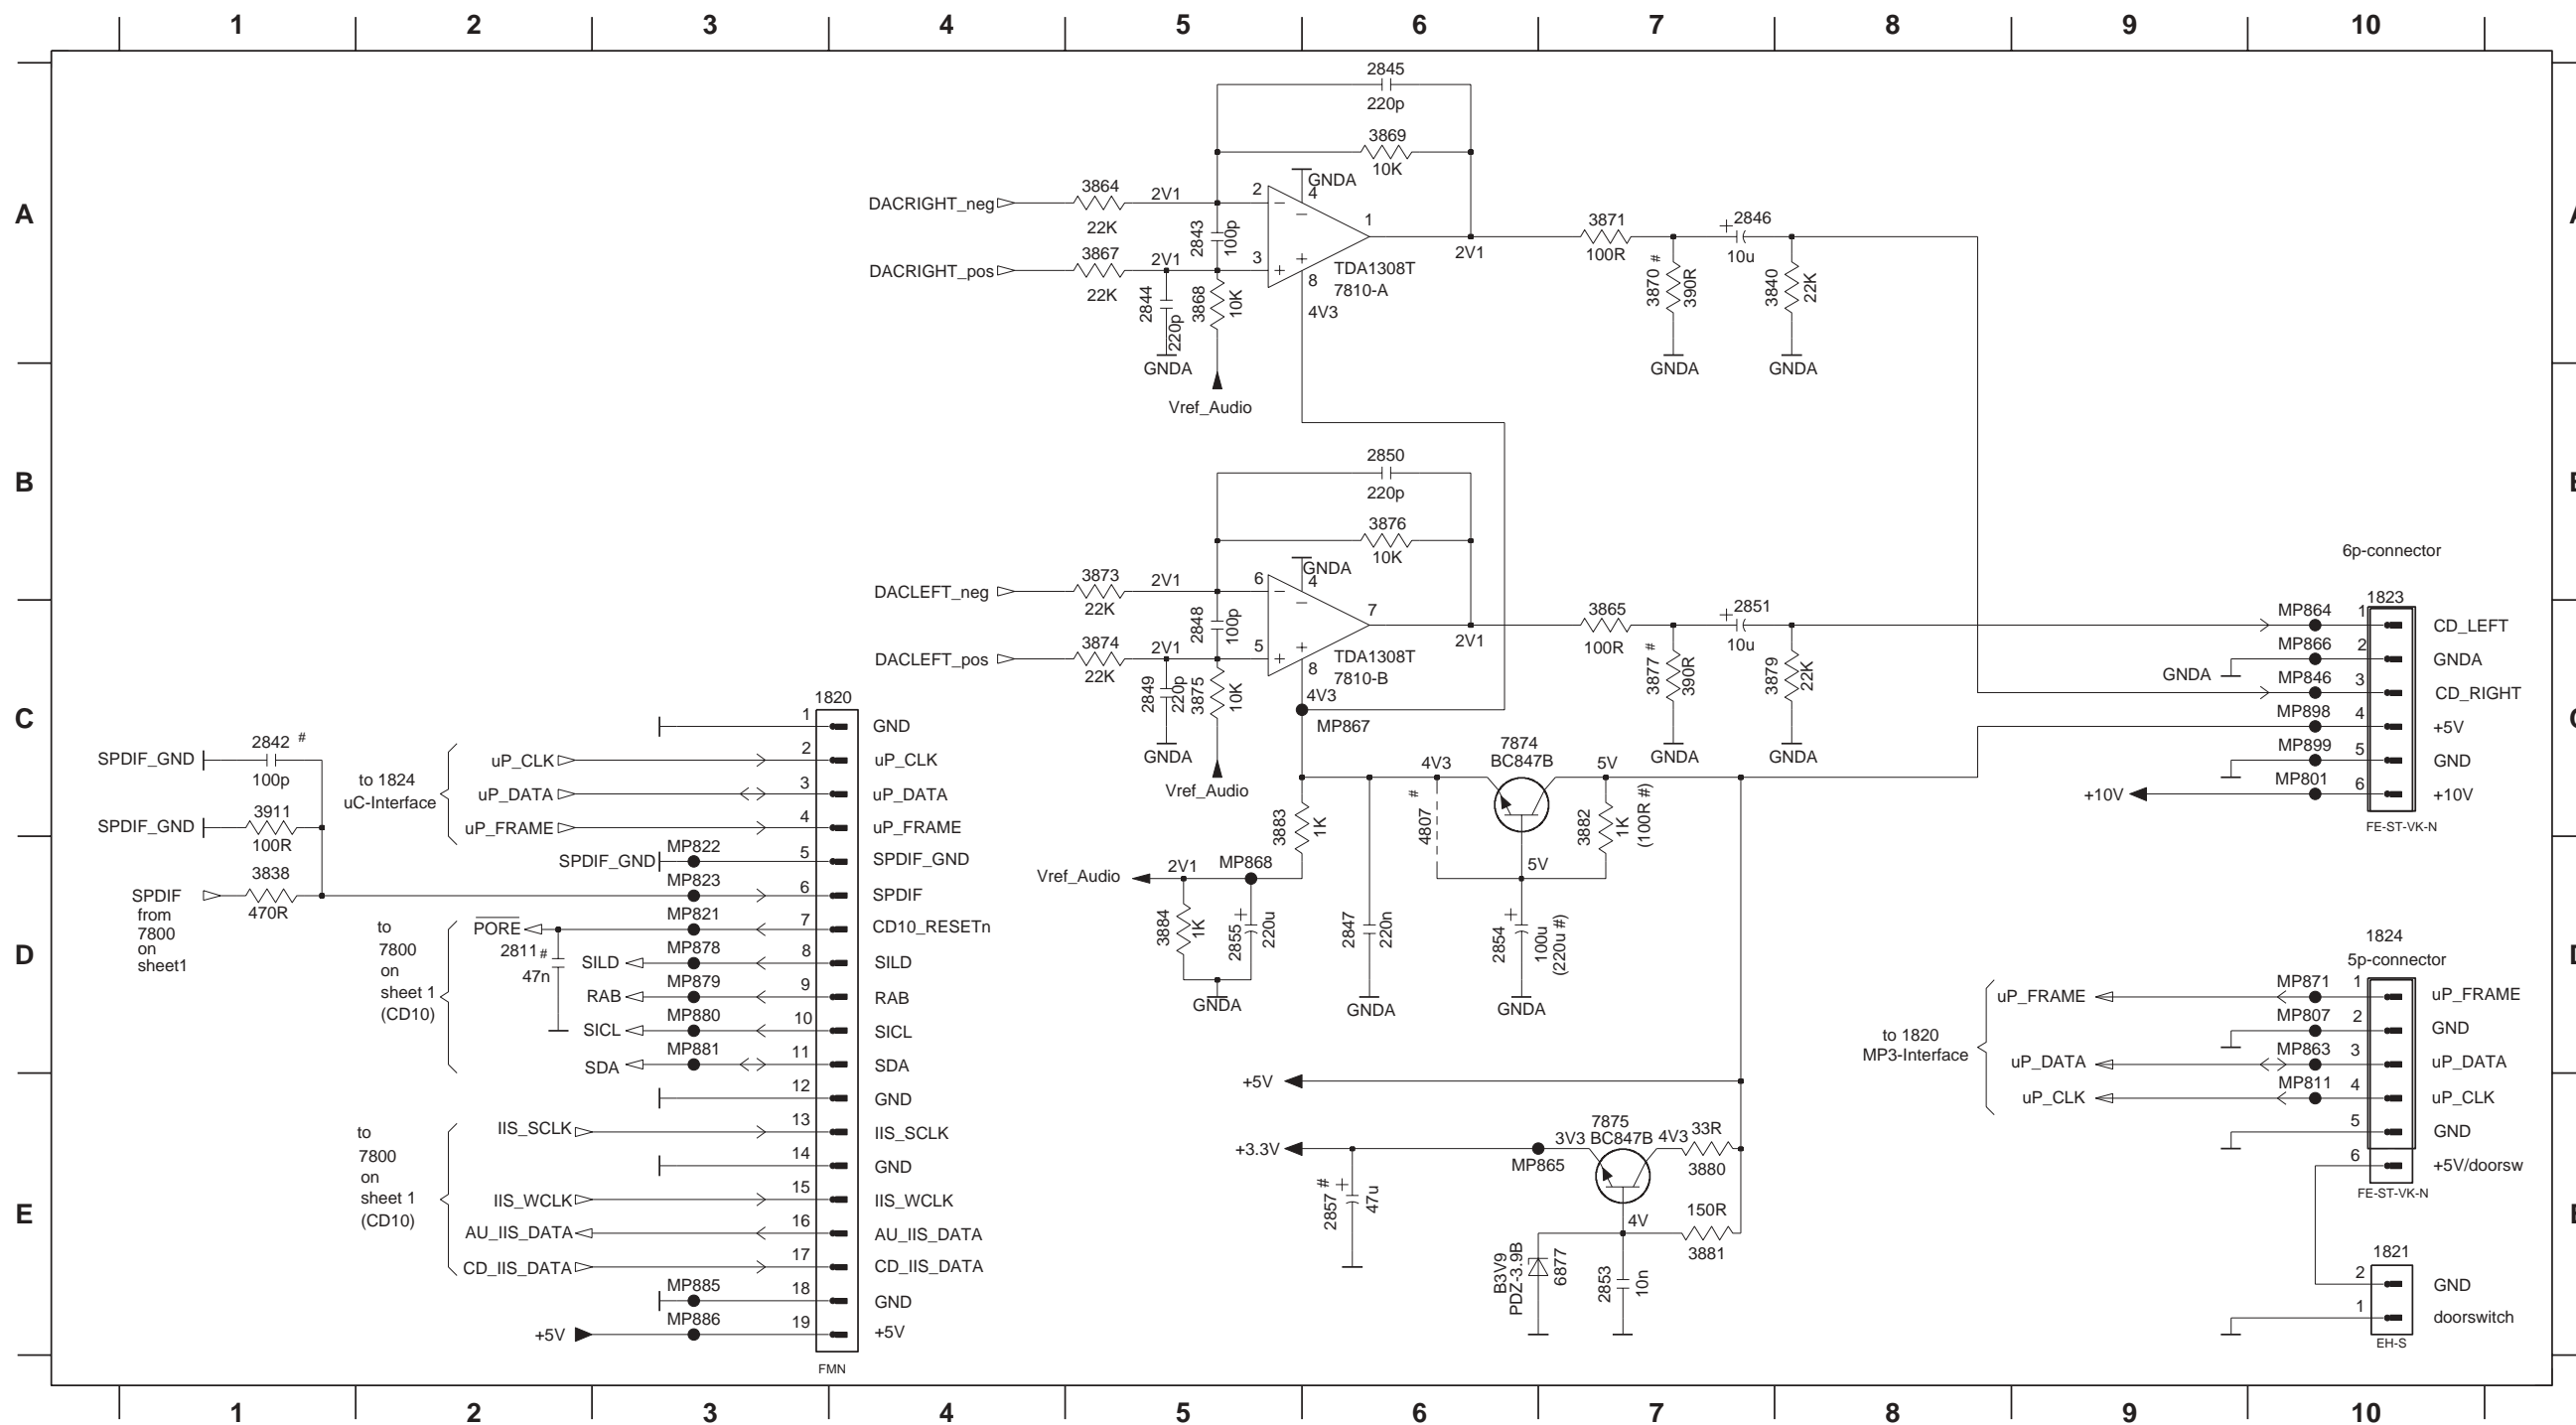 1 2 3 4 5 6 7 8 9 10
A
2845
220p
3869
10K
GNDA
4
DACRIGHT_neg
3864
22K
2V1
2
2843
100p
1
DACRIGHT_pos
3867
22K
2V1
3
8
4V3
TDA1308T
7810-A
2844
220p
3868
10K
GNDA
Vref_Audio
2V1
3871
100R
3870 #
390R
GNDA
+
2846
10u
3840
22K
GNDA
A
B
2850
220p
3876
10K
GNDA
4
DACLEFT_neg
3873
22K
2V1
6
2848
100p
7
DACLEFT_pos
3874
22K
2V1
5
8
4V3
TDA1308T
7810-B
2849
220p
3875
10K
GNDA
Vref_Audio
MP867
2V1
3865
100R
3877 #
390R
GNDA
+
2851
10u
3879
22K
GNDA
6p-connector
1823
MP864 1 CD_LEFT
MP866 2 GNDA
GNDA
MP846 3 CD_RIGHT
MP898 4 +5V
MP899 5 GND
+10V MP801 6 +10V
FE-ST-VK-N
B
C
SPDIF_GND
2842 #
100p
SPDIF_GND
3911
100R
SPDIF
from
7800
on
sheet1
3838
470R
to 1824
uC-Interface
uP_CLK
uP_DATA
uP_FRAME
SPDIF_GND
1820
1 GND
2 uP_CLK
3 uP_DATA
4 uP_FRAME
MP822 5 SPDIF_GND
MP823 6 SPDIF
MP821 7 CD10_RESETn
MP878 8 SILD
MP879 9 RAB
MP880 10 SICL
MP881 11 SDA
12 GND
13 IIS_SCLK
14 GND
15 IIS_WCLK
16 AU_IIS_DATA
17 CD_IIS_DATA
MP885 18 GND
MP886 19 +5V
FMN
to
7800
on
sheet 1
(CD10)
PORE
2811 #
47n
SILD
RAB
SICL
SDA
to
7800
on
sheet 1
(CD10)
IIS_SCLK
IIS_WCLK
AU_IIS_DATA
CD_IIS_DATA
+5V
3883
1K
4V3
#
4807
7874
BC847B
5V
3882
1K
(100R #)
5V
Vref_Audio
2V1
MP868
3884
1K
2855 +
220u
GNDA
2847
220n
GNDA
2854 +
100u
(220u #)
GNDA
C
D
+5V
+3.3V
MP865
3V3
7875
BC847B
4V3
33R
3880
2857 # +
47u
4V
150R
3881
B3V9
PDZ-3.9B
6877
2853
10n
to 1820
MP3-Interface
uP_FRAME
uP_DATA
uP_CLK
1824
5p-connector
MP871 1 uP_FRAME
MP807 2 GND
MP863 3 uP_DATA
MP811 4 uP_CLK
5 GND
6 +5V/doorsw
FE-ST-VK-N
1821
2 GND
1 doorswitch
EH-S
D
E
1 2 3 4 5 6 7 8 9 10